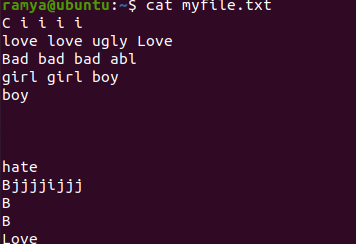 ramya@ubuntu:~$ cat myfile.txt
C i i i i
love love ugly Love
Bad bad bad abl
girl girl boy
boy
hate
Bjjjjijjj
B
B
Love